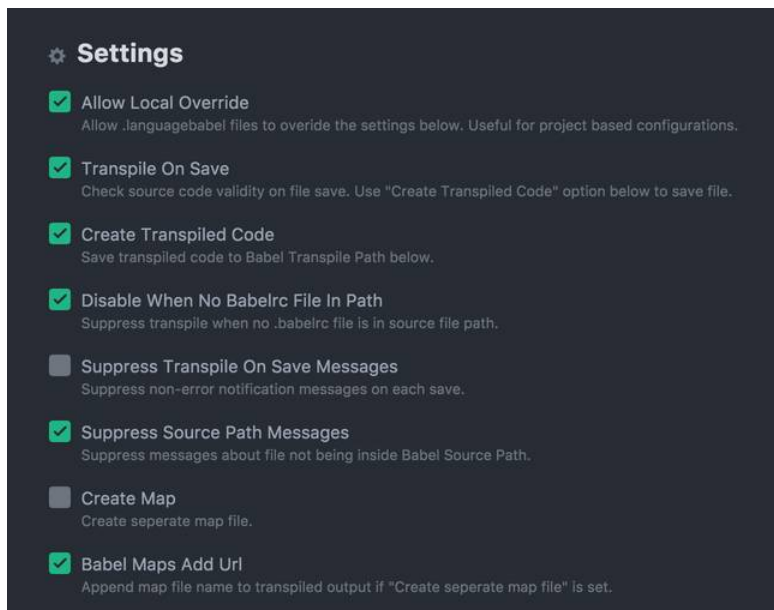 Settings
Allow Local Override
Allow .languagebabel files to overide the settings below. Useful for project based configurations.
Transpile On Save
Check source code validity on file save. Use "Create Transpiled Code" option below to save file.
Create Transpiled Code
Save transpiled code to Babel Transpile Path below.
Disable When No Babelrc File In Path
Suppress transpile when no .babelrc file is in source file path.
Suppress Transpile On Save Messages
Suppress non-error notification messages on each save.
Suppress Source Path Messages
Suppress messages about file not being inside Babel Source Path.
Create Map
Create seperate map file.
Babel Maps Add Url
Append map file name to transpiled output if "Create seperate map file" is set.